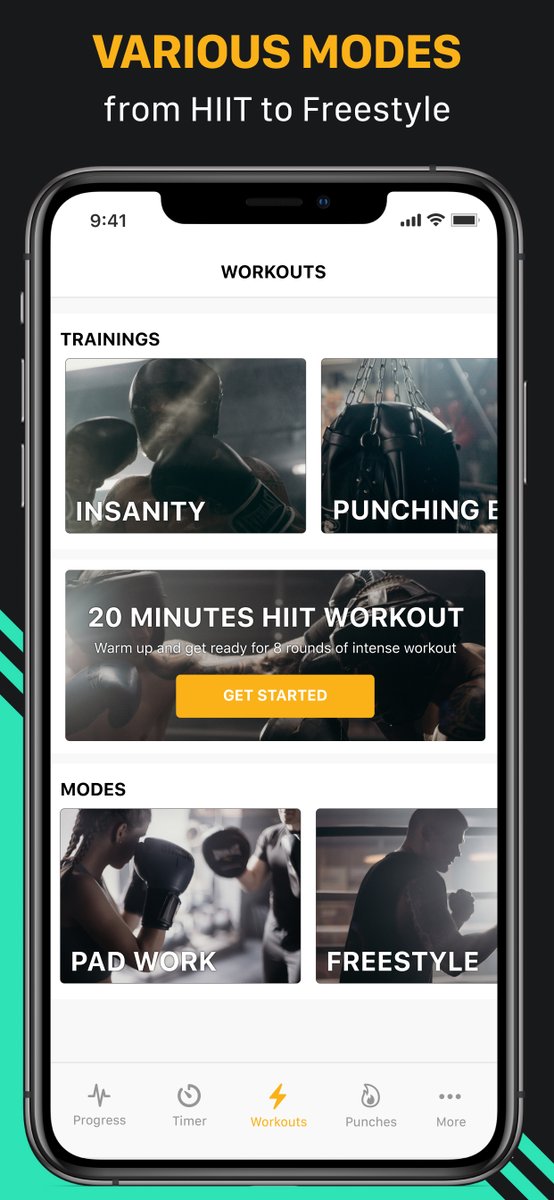 VARIOUS MODES
from HIIT to Freestyle
9:41
WORKOUTS
TRAININGS
INSANITY
PUNCHING
20 MINUTES HIIT WORKOUT
Warm up and get ready for 8 rounds of intense workout
GET STARTED
MODES
PAD WORK
FREESTYLE
Progress
Timer
Workouts
Punches
More